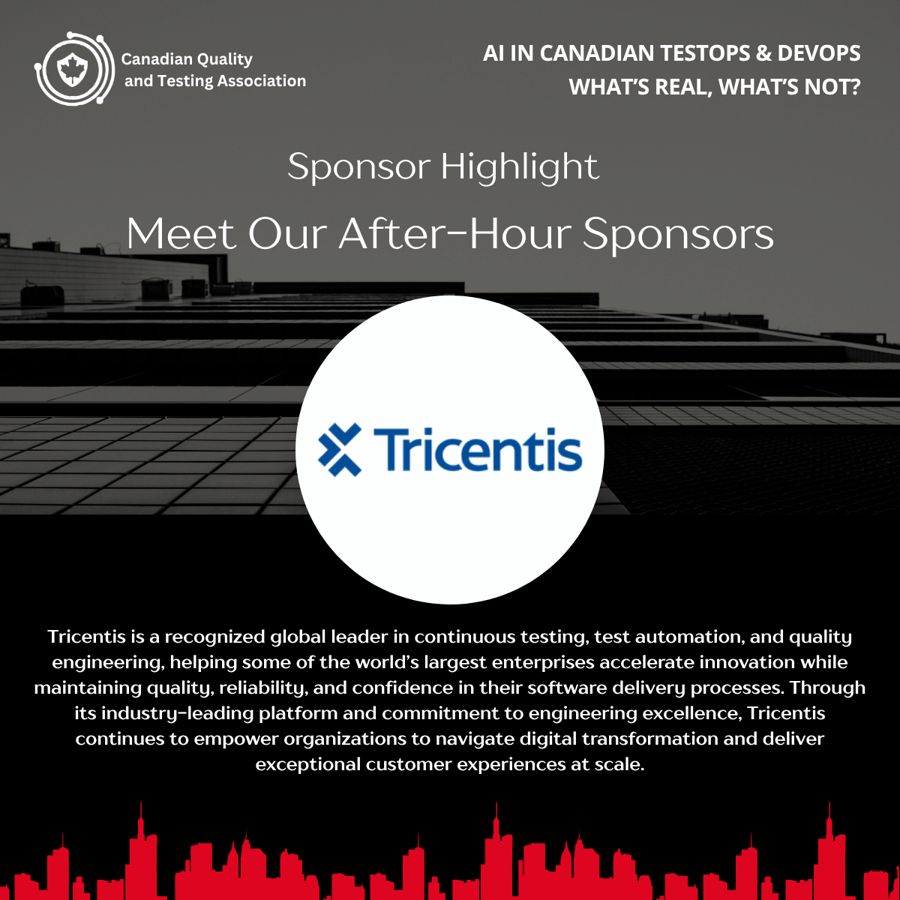 Canadian Quality
and Testing Association
AI IN CANADIAN TESTOPS & DEVOPS
WHAT'S REAL, WHAT'S NOT?
Sponsor Highlight
Meet Our After-Hour Sponsors
Tricentis
Tricentis is a recognized global leader in continuous testing, test automation, and quality
engineering, helping some of the world's largest enterprises accelerate innovation while
maintaining quality, reliability, and confidence in their software delivery processes. Through
its industry-leading platform and commitment to engineering excellence, Tricentis
continues to empower organizations to navigate digital transformation and deliver
exceptional customer experiences at scale.